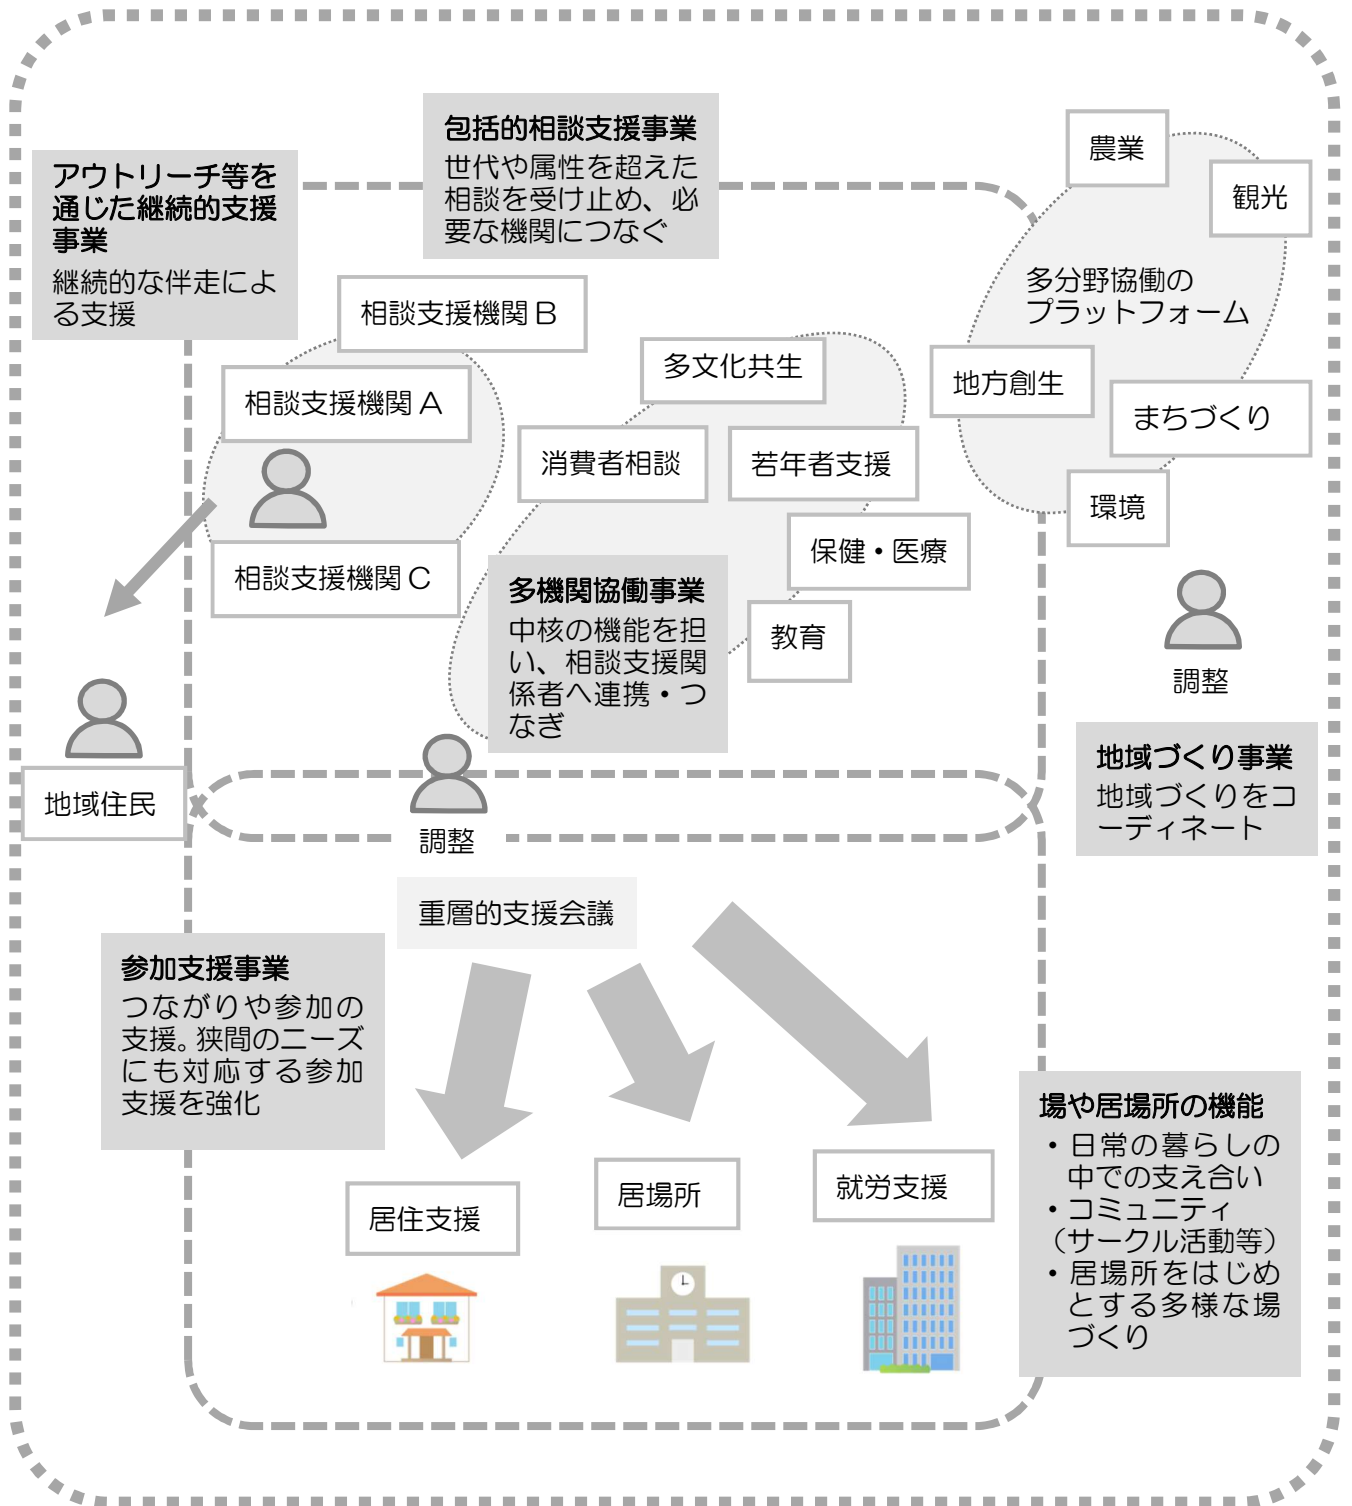 包括的相談支援事業
世代や属性を超えた
相談を受け止め、必
要な機関につなぐ
アウトリーチ等を
通じた継続的支援
事業
継続的な伴走によ
る支援
農業
観光
多分野協働の
プラットフォーム
地方創生
まちづくり
環境
相談支援機関B
相談支援機関A
相談支援機関C
多文化共生
消費者相談
若年者支援
保健・医療
教育
多機関協働事業
中核の機能を担
い、相談支援関
係者へ連携・つ
なぎ
調整
地域づくり事業
地域づくりをコ
ーディネート
地域住民
調整
重層的支援会議
参加支援事業
つながりや参加の
支援。狭間のニーズ
にも対応する参加
支援を強化
居住支援
居場所
就労支援
場や居場所の機能
・日常の暮らしの
中での支え合い
・コミュニティ
（サークル活動等）
・居場所をはじめ
とする多様な場
づくり